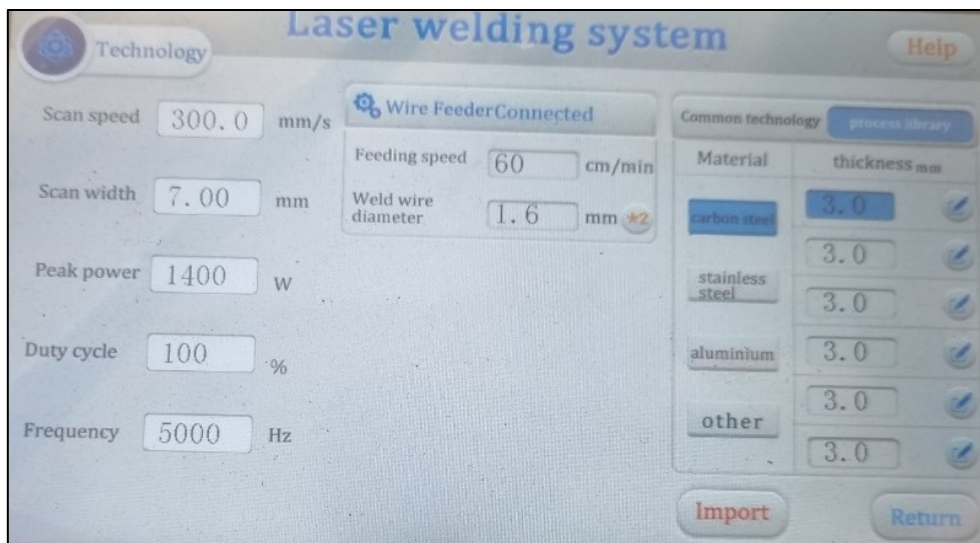 Laser welding system
Technology
Help
Scan speed 300.0 mm/s
Scan width 7.00 mm
Peak power 1400 W
Duty cycle 100 %
Frequency 5000 Hz
Wire FeederConnected
Feeding speed 60 cm/min
Weld wire
diameter 1.6 mm *2
Common technology process library
Material thickness mm
carbon steel
stainless
steel
aluminium
other
3.0
3.0
3.0
3.0
3.0
3.0
Import
Return